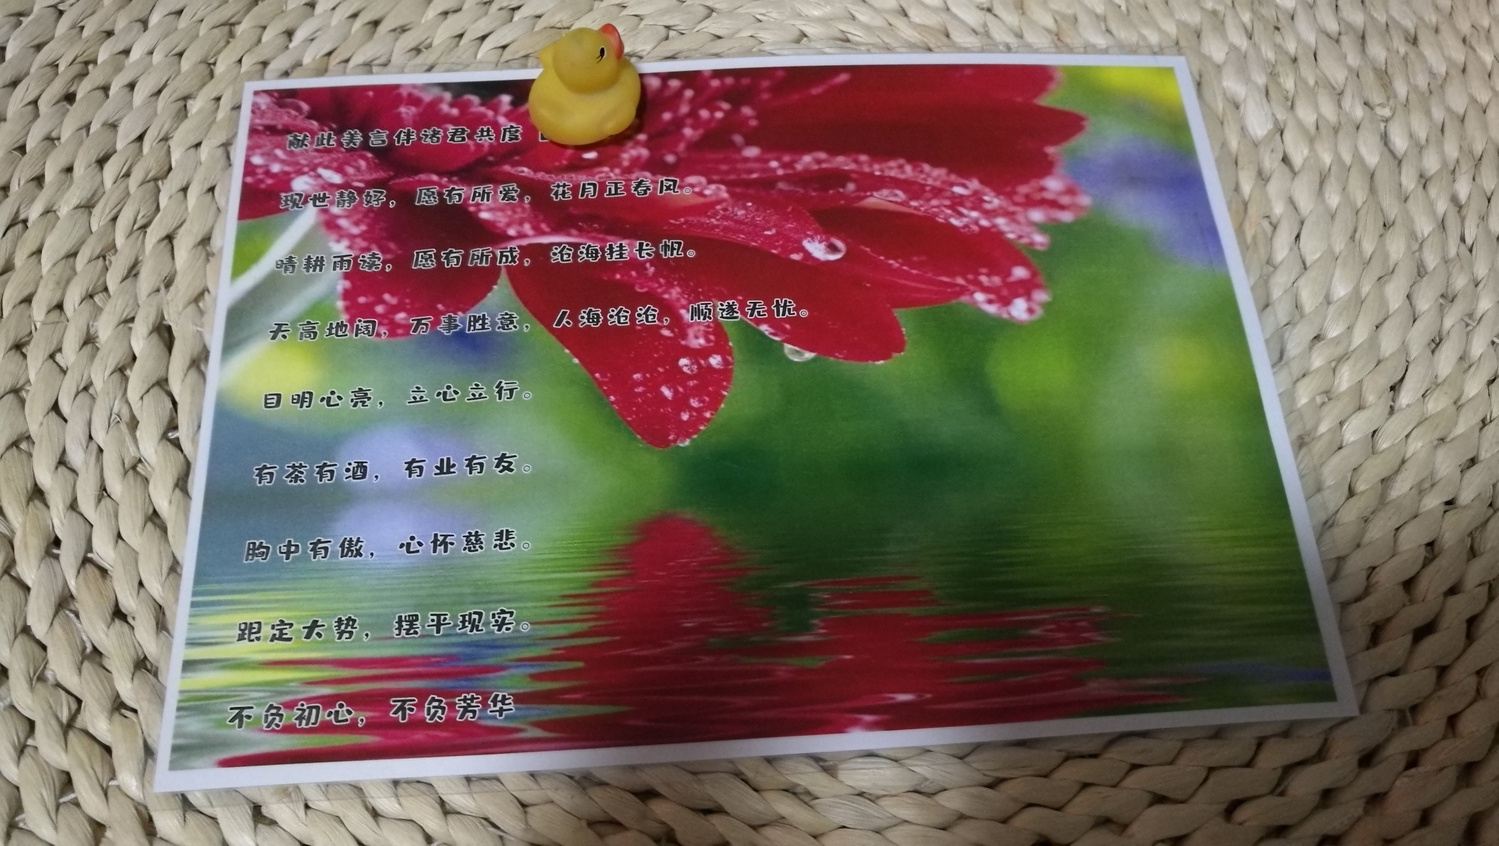 献此美言伴诸君共度
现世静好，愿有所爱，花月正春风。
晴耕雨读，愿有所成，沧海挂长帆。
天高地阔，万事胜意，人海沧沧，顺遂无忧。
目明心亮，立心立行。
有茶有酒，有业有友。
胸中有傲，心怀慈悲。
跟定大势，摆平现实。
不负初心，不负芳华